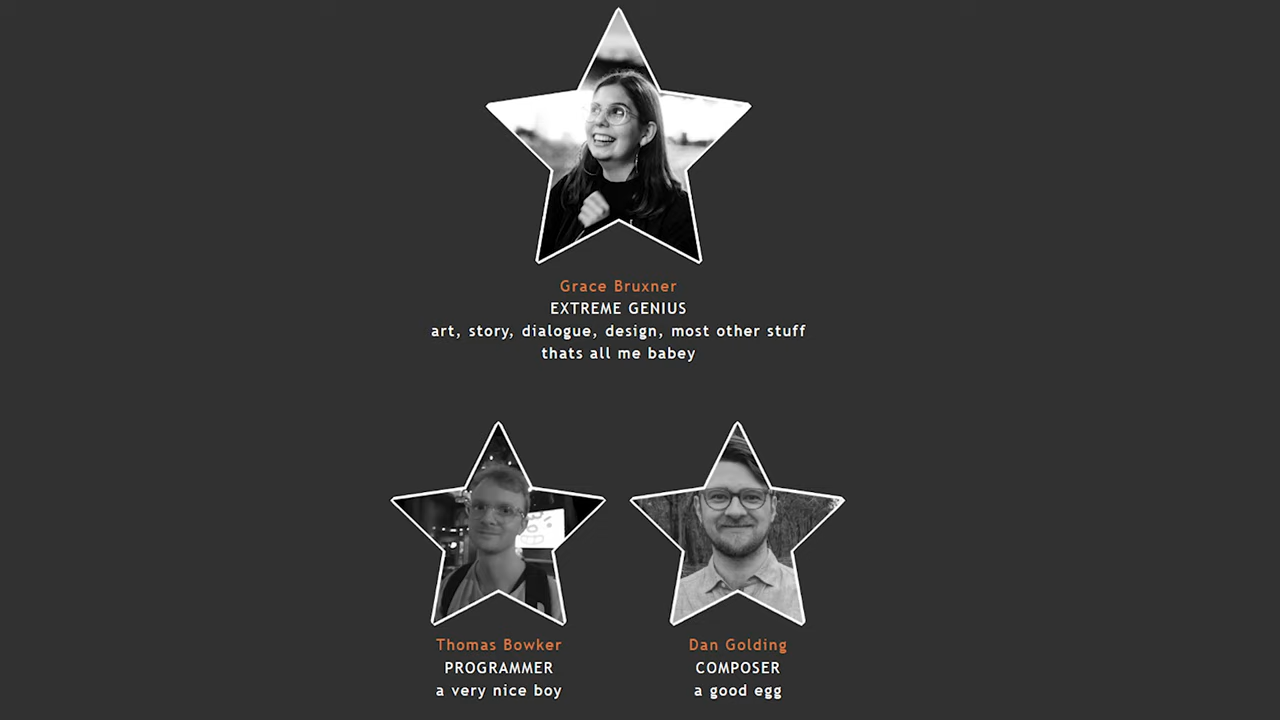 Grace Bruxner
EXTREME GENIUS
art, story, dialogue, design, most other stuff
thats all me babey
Thomas Bowker
PROGRAMMER
a very nice boy
Dan Golding
COMPOSER
a good egg